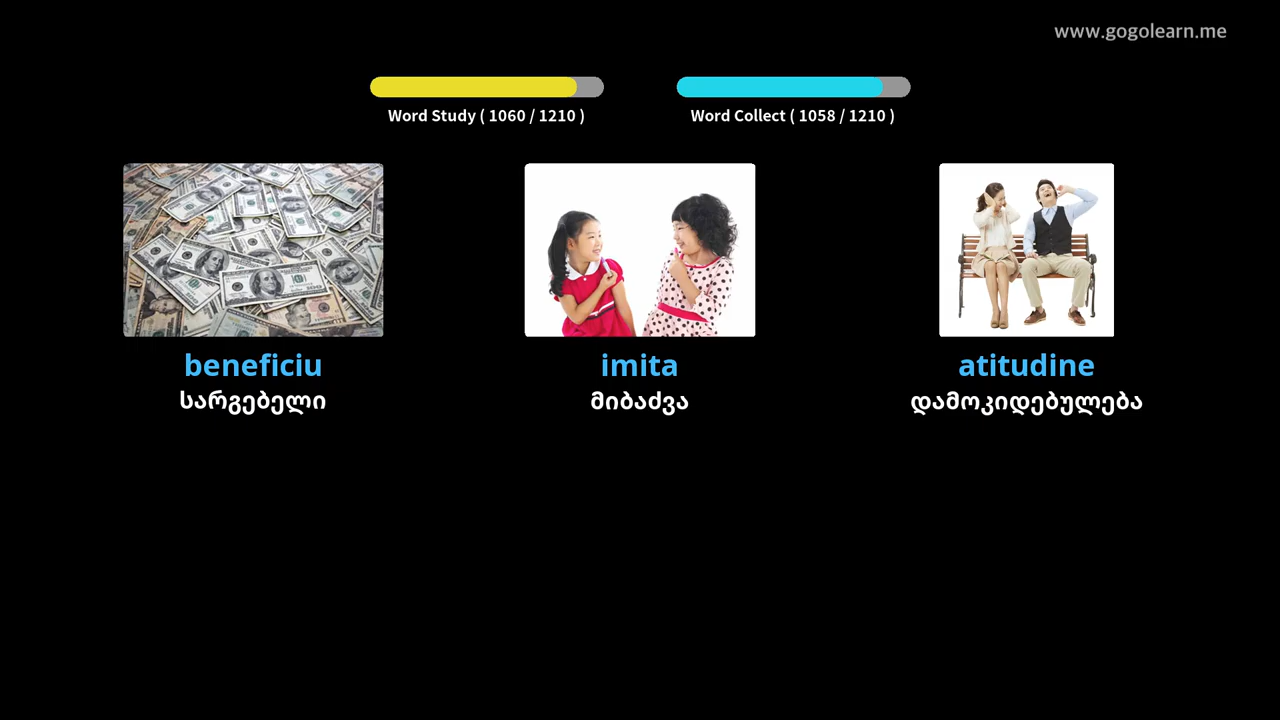 www.gogolearn.me
Word Study ( 1060 / 1210 )
Word Collect ( 1058 / 1210 )
beneficiu
სარგებელი
imita
მიბაძვა
atitudine
დამოკიდებულება